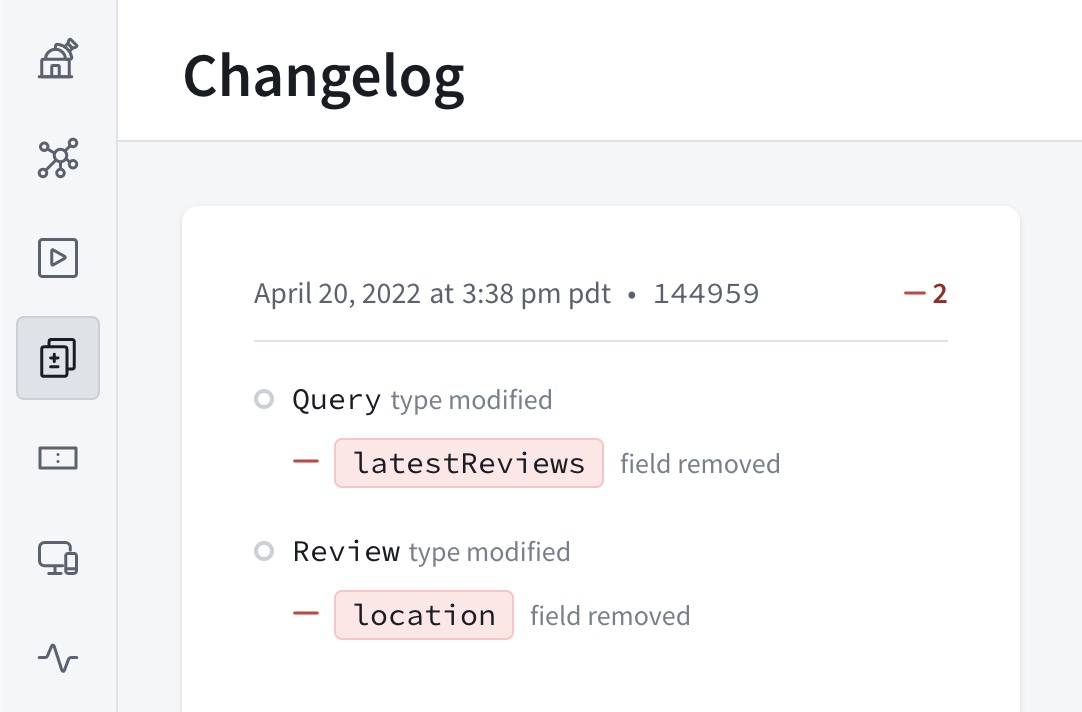 Changelog
April 20, 2022 at 3:38 pm pdt • 144959 — 2
Query type modified
— latestReviews field removed
Review type modified
— location field removed